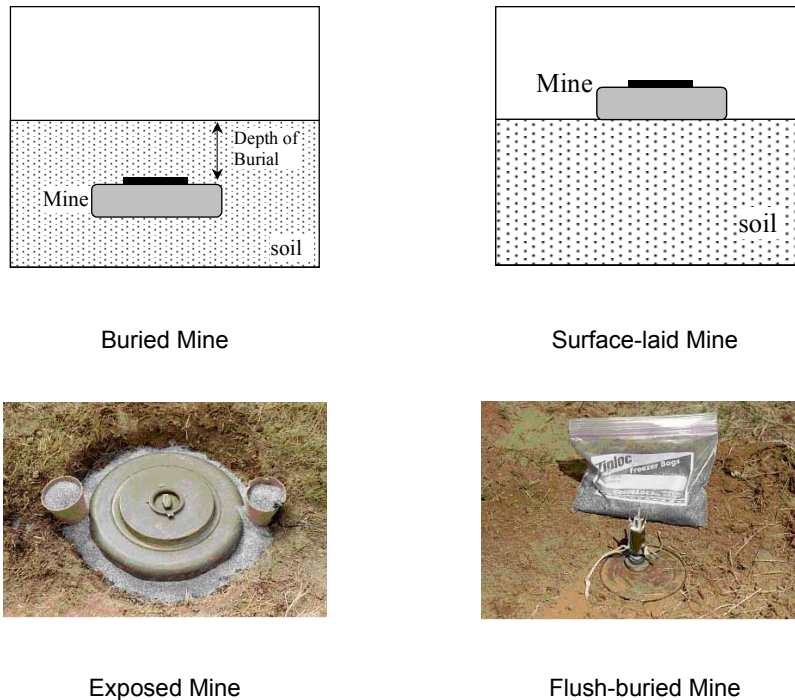 Depth of
Burial
Mine
soil
Buried Mine
Mine
soil
Surface-laid Mine
Exposed Mine
Ziploc
Freezer Bags
Flush-buried Mine